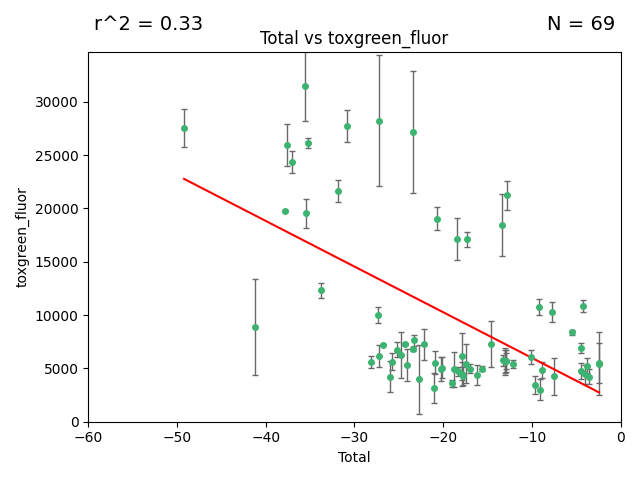 r^2 = 0.33
N = 69
Total vs toxgreen_fluor
30000
25000
20000
15000
10000
5000
0
toxgreen_fluor
−60
−50
−40
−30
−20
−10
0
Total